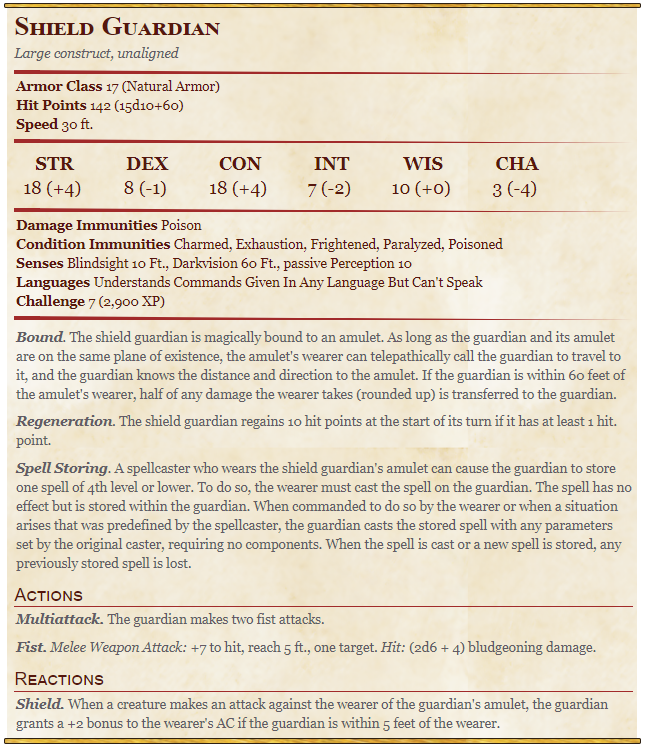 Shield Guardian
Large construct, unaligned
Armor Class 17 (Natural Armor)
Hit Points 142 (15d10+60)
Speed 30 ft.
STR DEX CON INT WIS CHA
18 (+4) 8 (-1) 18 (+4) 7 (-2) 10 (+0) 3 (-4)
Damage Immunities Poison
Condition Immunities Charmed, Exhaustion, Frightened, Paralyzed, Poisoned
Senses Blindsight 10 Ft., Darkvision 60 Ft., passive Perception 10
Languages Understands Commands Given In Any Language But Can't Speak
Challenge 7 (2,900 XP)
Bound. The shield guardian is magically bound to an amulet. As long as the guardian and its amulet
are on the same plane of existence, the amulet's wearer can telepathically call the guardian to travel to
it, and the guardian knows the distance and direction to the amulet. If the guardian is within 60 feet of
the amulet's wearer, half of any damage the wearer takes (rounded up) is transferred to the guardian.
Regeneration. The shield guardian regains 10 hit points at the start of its turn if it has at least 1 hit.
point.
Spell Storing. A spellcaster who wears the shield guardian's amulet can cause the guardian to store
one spell of 4th level or lower. To do so, the wearer must cast the spell on the guardian. The spell has no
effect but is stored within the guardian. When commanded to do so by the wearer or when a situation
arises that was predefined by the spellcaster, the guardian casts the stored spell with any parameters
set by the original caster, requiring no components. When the spell is cast or a new spell is stored, any
previously stored spell is lost.
Actions
Multiattack. The guardian makes two fist attacks.
Fist. Melee Weapon Attack: +7 to hit, reach 5 ft., one target. Hit: (2d6 + 4) bludgeoning damage.
Reactions
Shield. When a creature makes an attack against the wearer of the guardian's amulet, the guardian
grants a +2 bonus to the wearer's AC if the guardian is within 5 feet of the wearer.